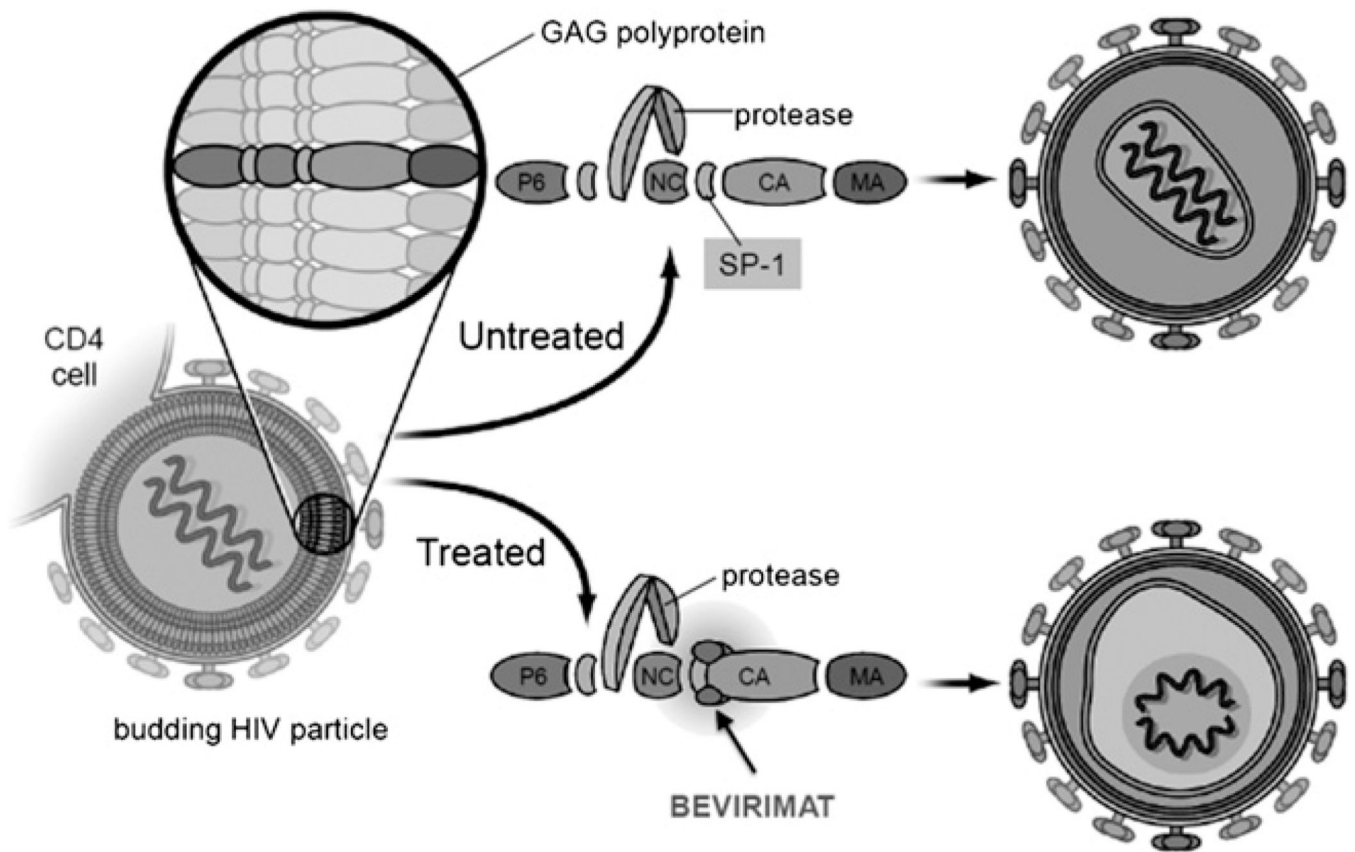 GAG polyprotein
protease
P6 NC CA MA
SP-1
Untreated
CD4
cell
Treated
protease
P6 NC CA MA
budding HIV particle
BEVIRIMAT